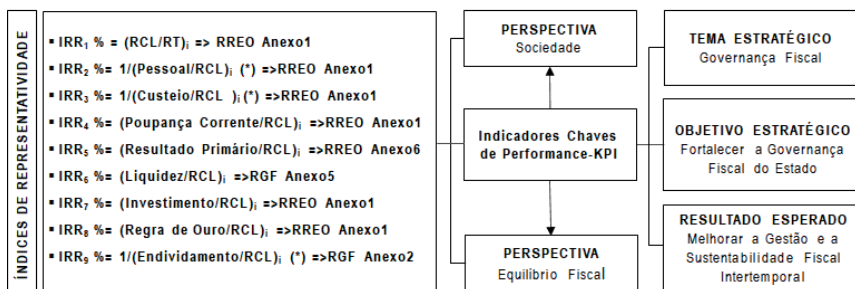 ÍNDICES DE REPRESENTATIVIDADE
▪ IRR₁ % = (RCL/RT)ᵢ => RREO Anexo1
▪ IRR₂ %= 1/(Pessoal/RCL)ᵢ (*) =>RREO Anexo1
▪ IRR₃ %= 1/(Custeio/RCL )ᵢ (*) =>RREO Anexo1
▪ IRR₄ %= (Poupança Corrente/RCL)ᵢ =>RREO Anexo1
▪ IRR₅ %= (Resultado Primário/RCL)ᵢ =>RREO Anexo6
▪ IRR₆ %= (Liquidez/RCL)ᵢ =>RGF Anexo5
▪ IRR₇ %= (Investimento/RCL)ᵢ =>RREO Anexo1
▪ IRR₈ %= (Regra de Ouro/RCL)ᵢ =>RREO Anexo1
▪ IRR₉ %= 1/(Endividamento/RCL)ᵢ (*) =>RGF Anexo2
PERSPECTIVA
Sociedade
Indicadores Chaves
de Performance-KPI
PERSPECTIVA
Equilíbrio Fiscal
TEMA ESTRATÉGICO
Governança Fiscal
OBJETIVO ESTRATÉGICO
Fortalecer a Governança
Fiscal do Estado
RESULTADO ESPERADO
Melhorar a Gestão e a
Sustentabilidade Fiscal
Intertemporal